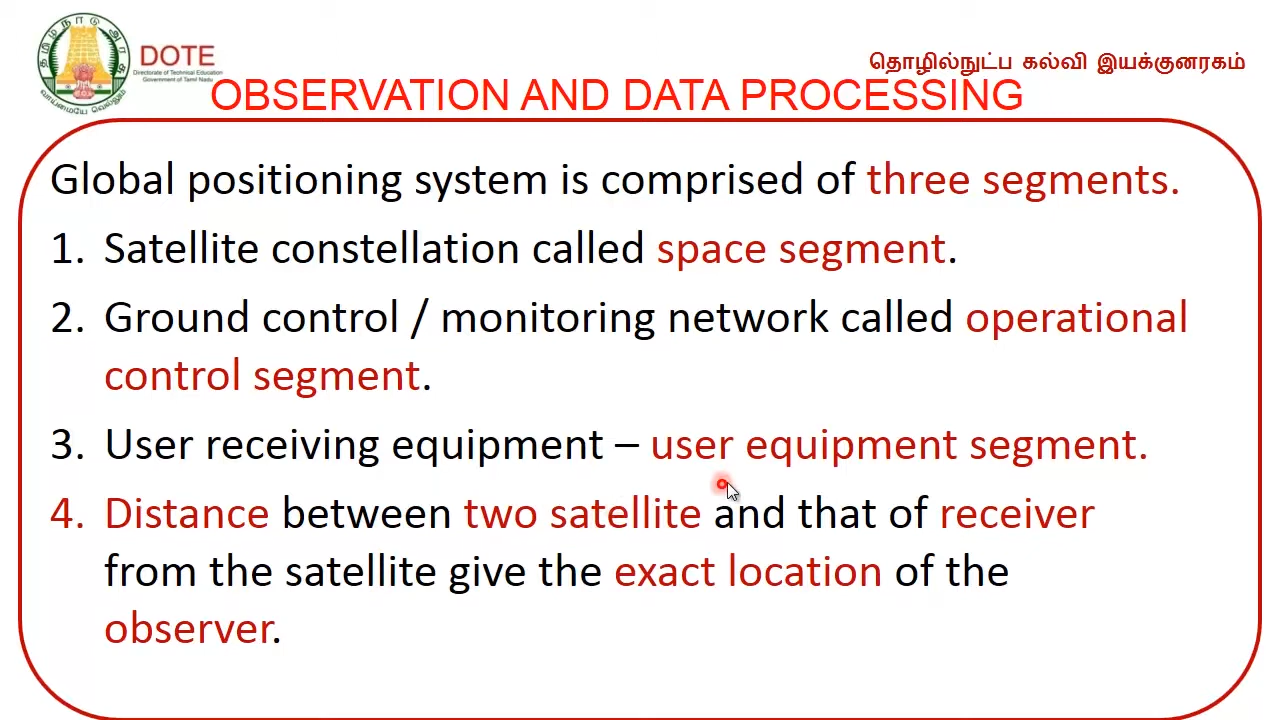 தமிழ்நாடு அரசு
வாய்மையே வெல்லும்
DOTE
Directorate of Technical Education
Government of Tamil Nadu
தொழில்நுட்ப கல்வி இயக்குனரகம்
OBSERVATION AND DATA PROCESSING
Global positioning system is comprised of three segments.
1. Satellite constellation called space segment.
2. Ground control / monitoring network called operational
control segment.
3. User receiving equipment – user equipment segment.
4. Distance between two satellite and that of receiver
from the satellite give the exact location of the
observer.